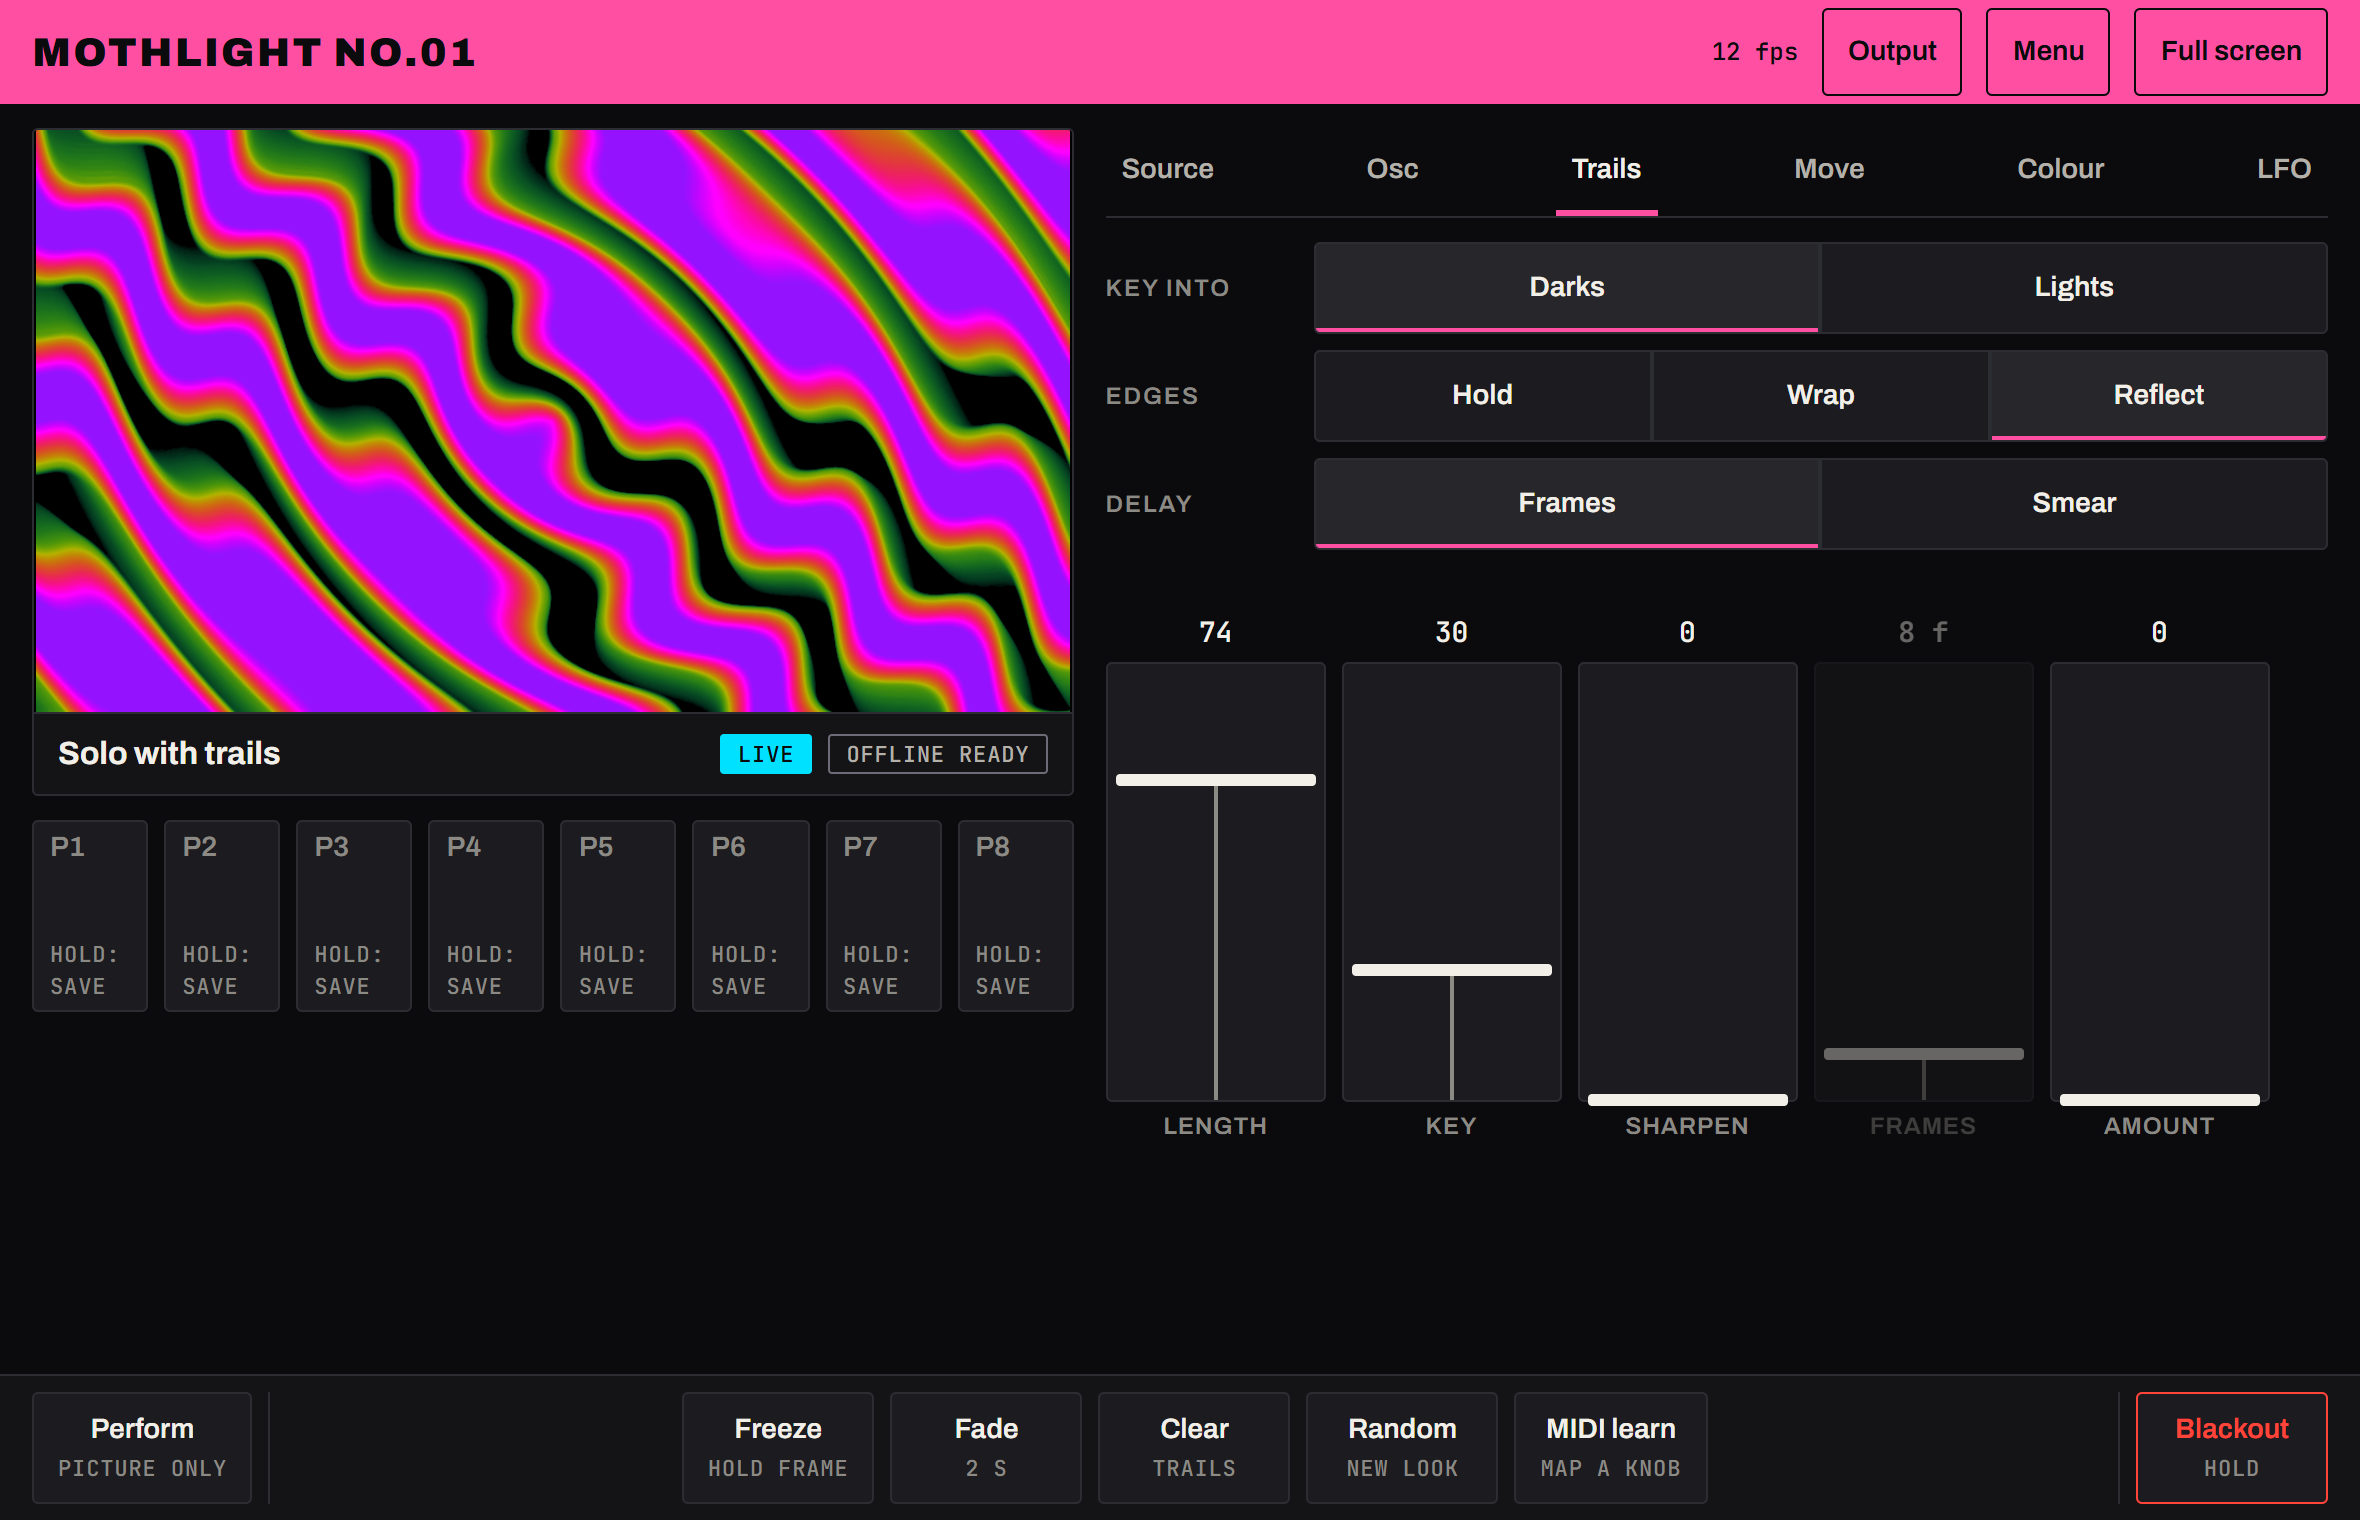 MOTHLIGHT NO.01
12 fps
Output
Menu
Full screen
Source
Osc
Trails
Move
Colour
LFO
KEY INTO
Darks
Lights
EDGES
Hold
Wrap
Reflect
DELAY
Frames
Smear
Solo with trails
LIVE
OFFLINE READY
P1
HOLD:
SAVE
P2
HOLD:
SAVE
P3
HOLD:
SAVE
P4
HOLD:
SAVE
P5
HOLD:
SAVE
P6
HOLD:
SAVE
P7
HOLD:
SAVE
P8
HOLD:
SAVE
74
LENGTH
30
KEY
0
SHARPEN
8 f
FRAMES
0
AMOUNT
Perform
PICTURE ONLY
Freeze
HOLD FRAME
Fade
2 S
Clear
TRAILS
Random
NEW LOOK
MIDI learn
MAP A KNOB
Blackout
HOLD